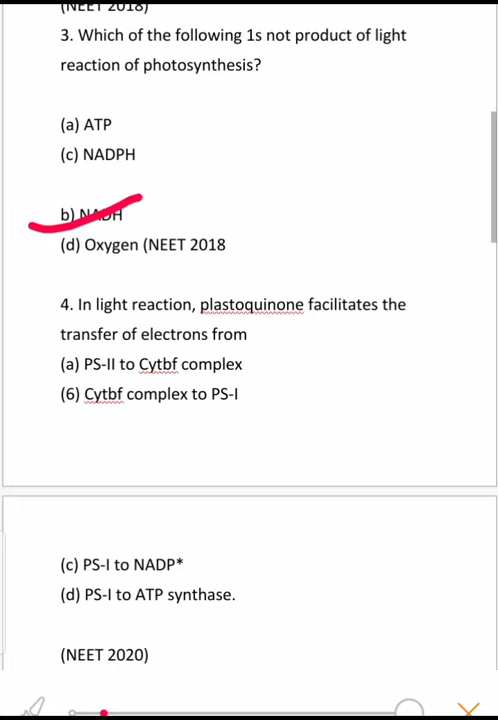 (NEET 2018)
3. Which of the following 1s not product of light
reaction of photosynthesis?
(a) ATP
(c) NADPH
b) NADH
(d) Oxygen (NEET 2018
4. In light reaction, plastoquinone facilitates the
transfer of electrons from
(a) PS-II to Cytbf complex
(6) Cytbf complex to PS-I
(c) PS-I to NADP*
(d) PS-I to ATP synthase.
(NEET 2020)